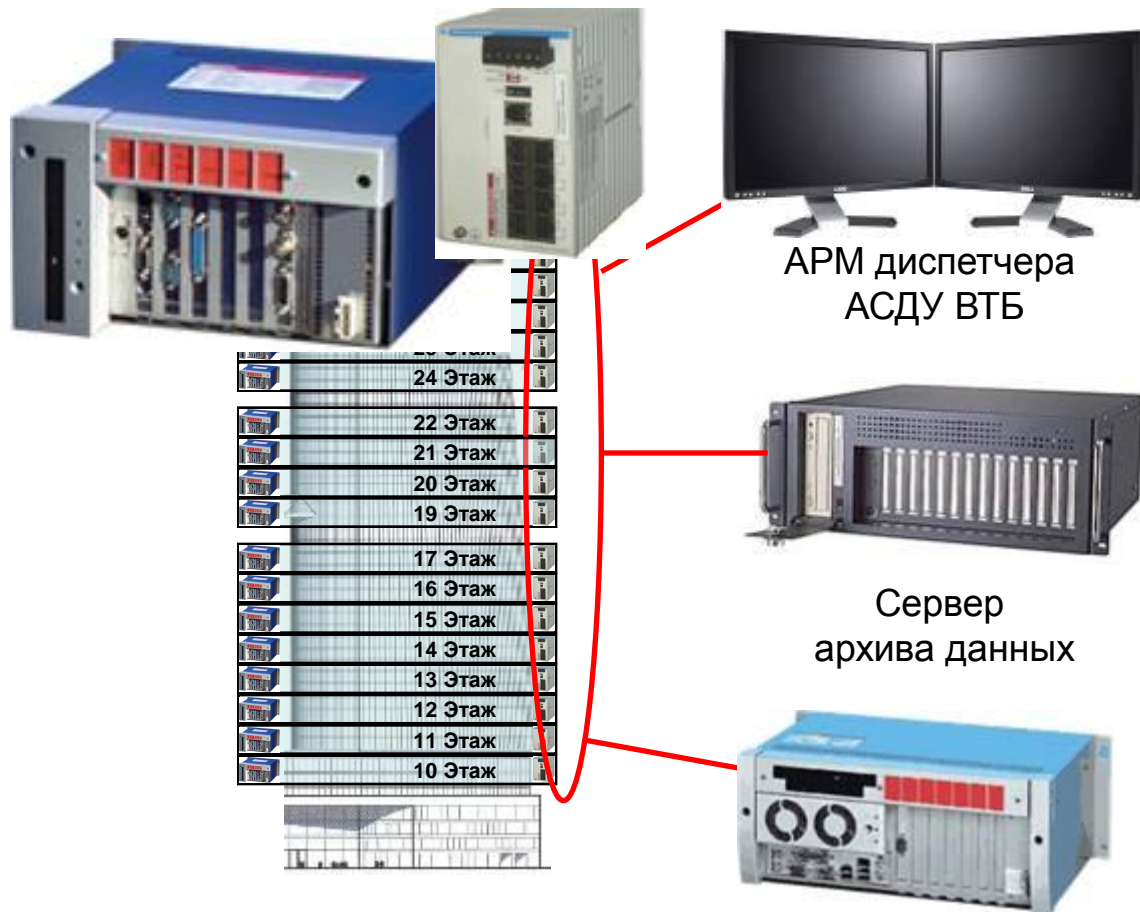 АРМ диспетчера
АСДУ ВТБ
24 Этаж
22 Этаж
21 Этаж
20 Этаж
19 Этаж
17 Этаж
16 Этаж
15 Этаж
14 Этаж
13 Этаж
12 Этаж
11 Этаж
10 Этаж
Сервер
архива данных